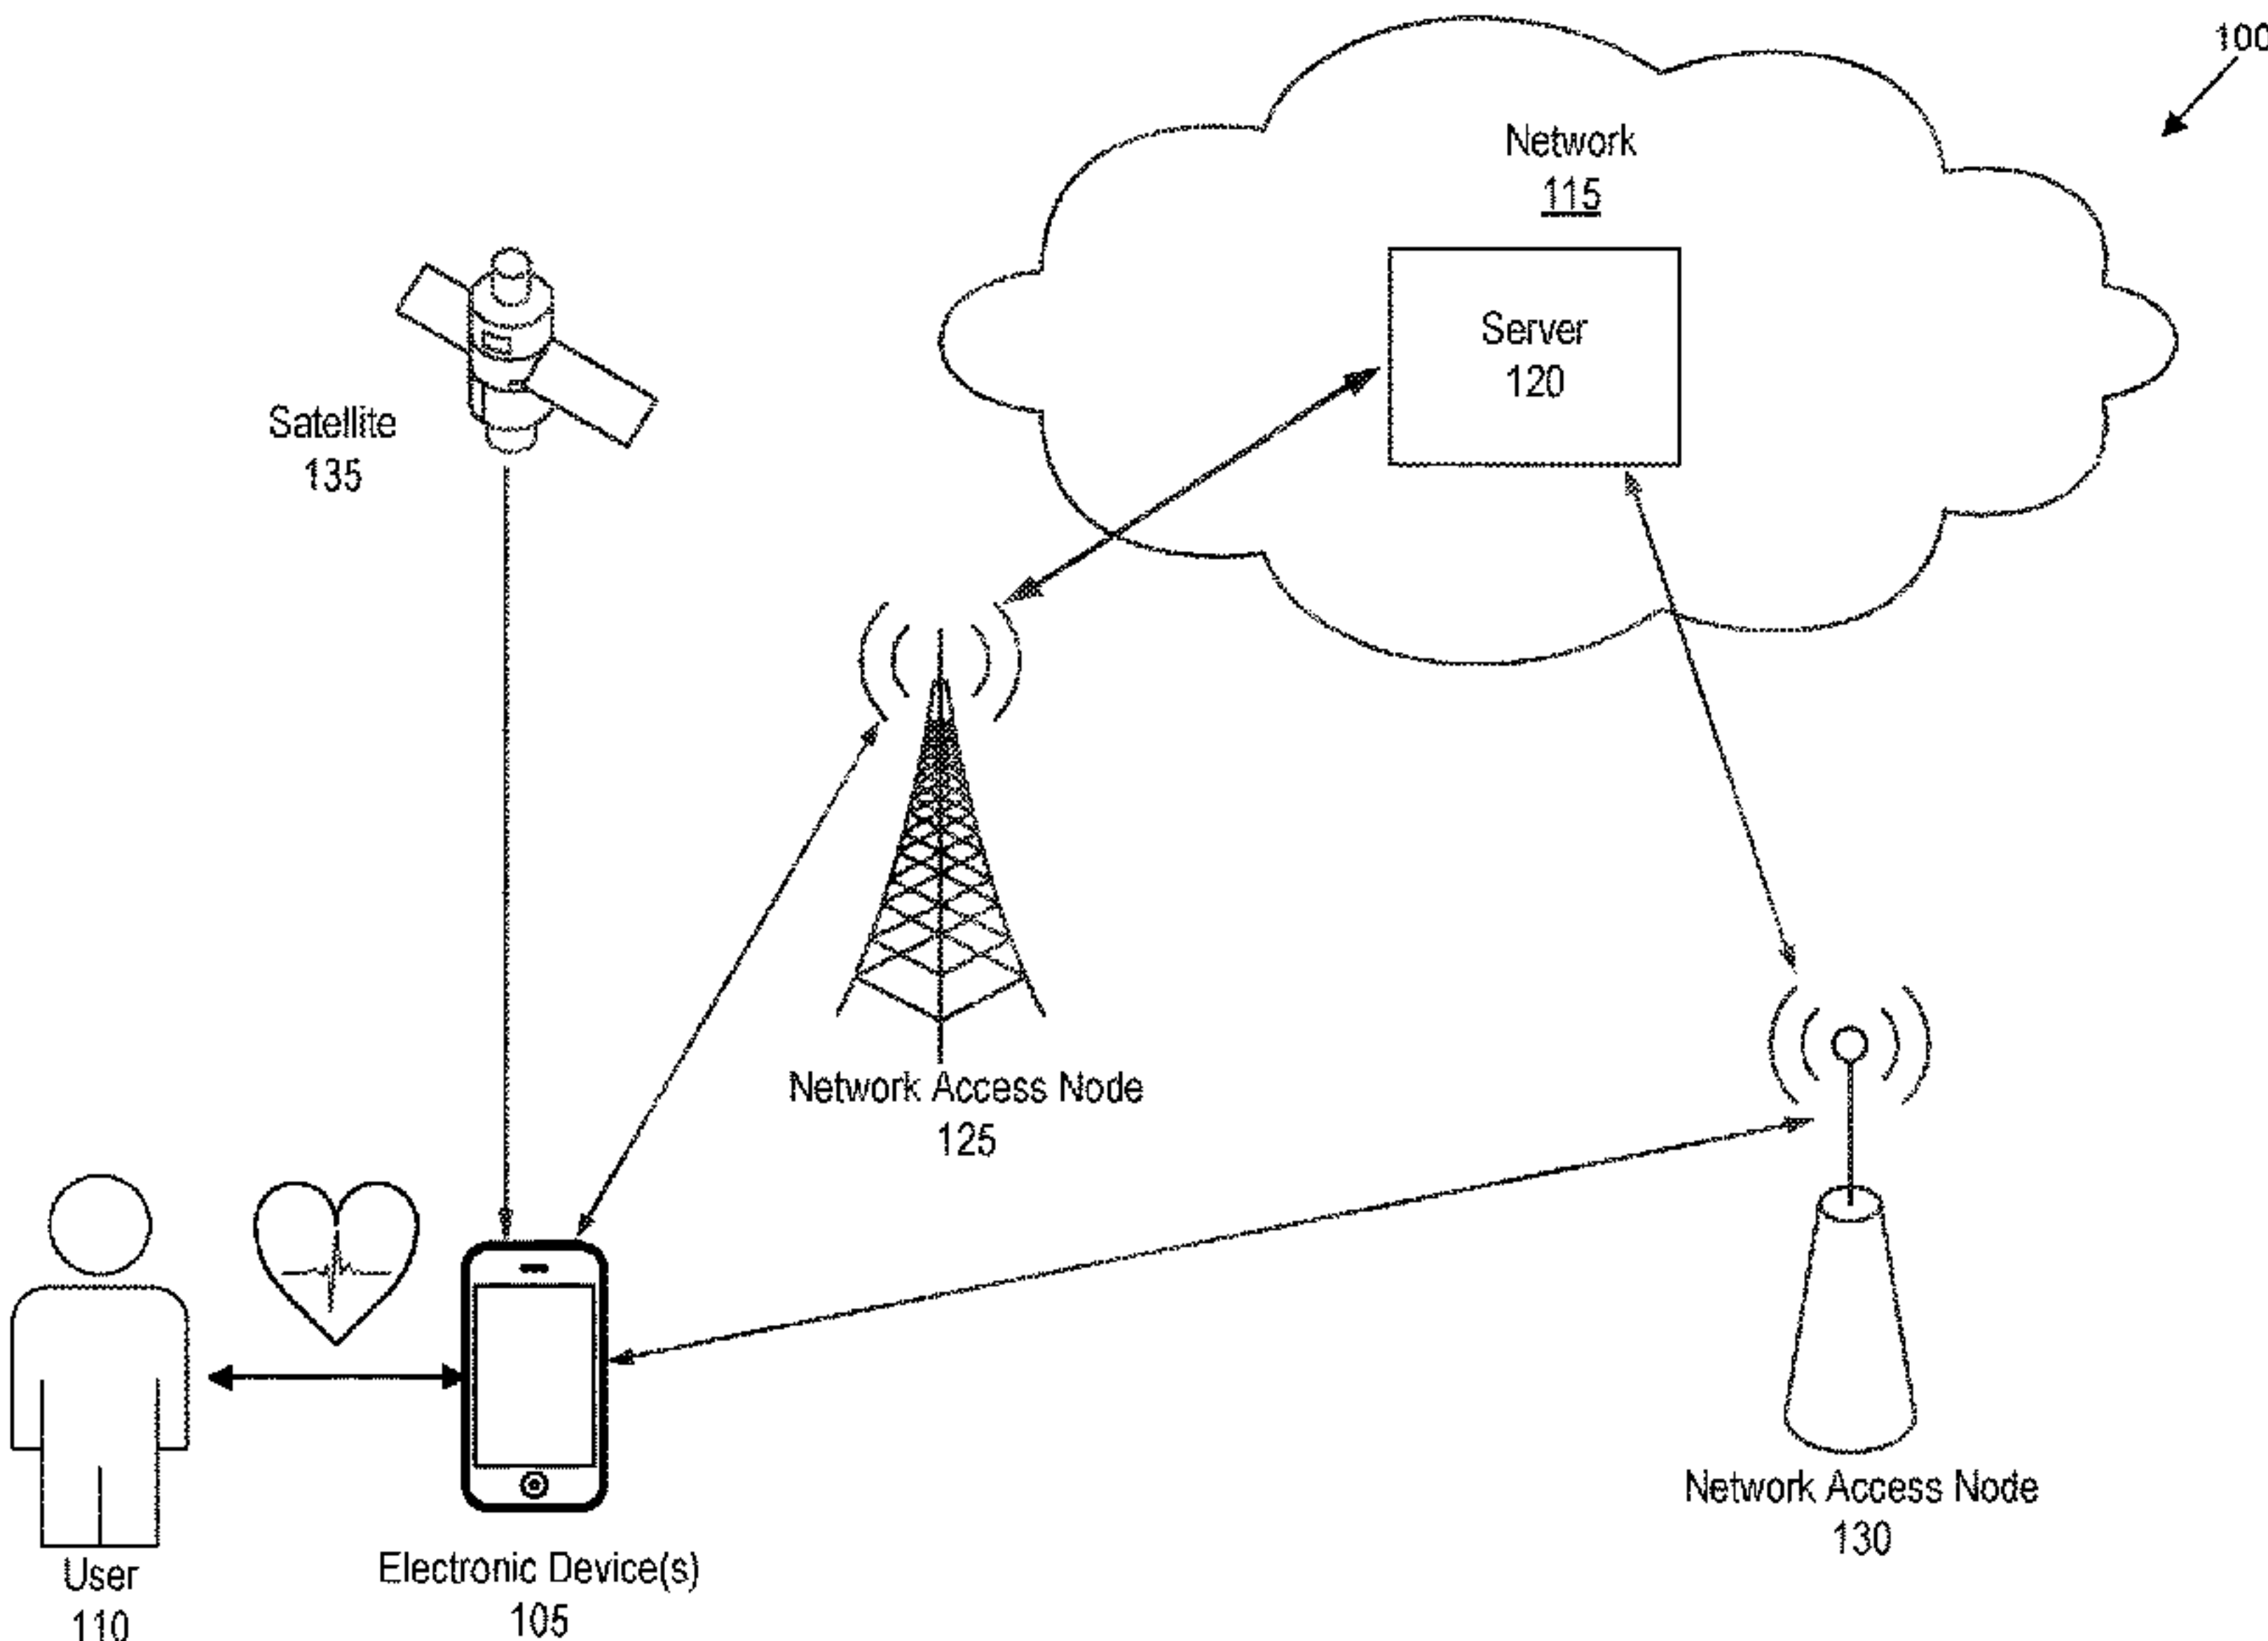 100
Network
115
Server
120
Satellite
135
Network Access Node
125
Network Access Node
130
User
110
Electronic Device(s)
105